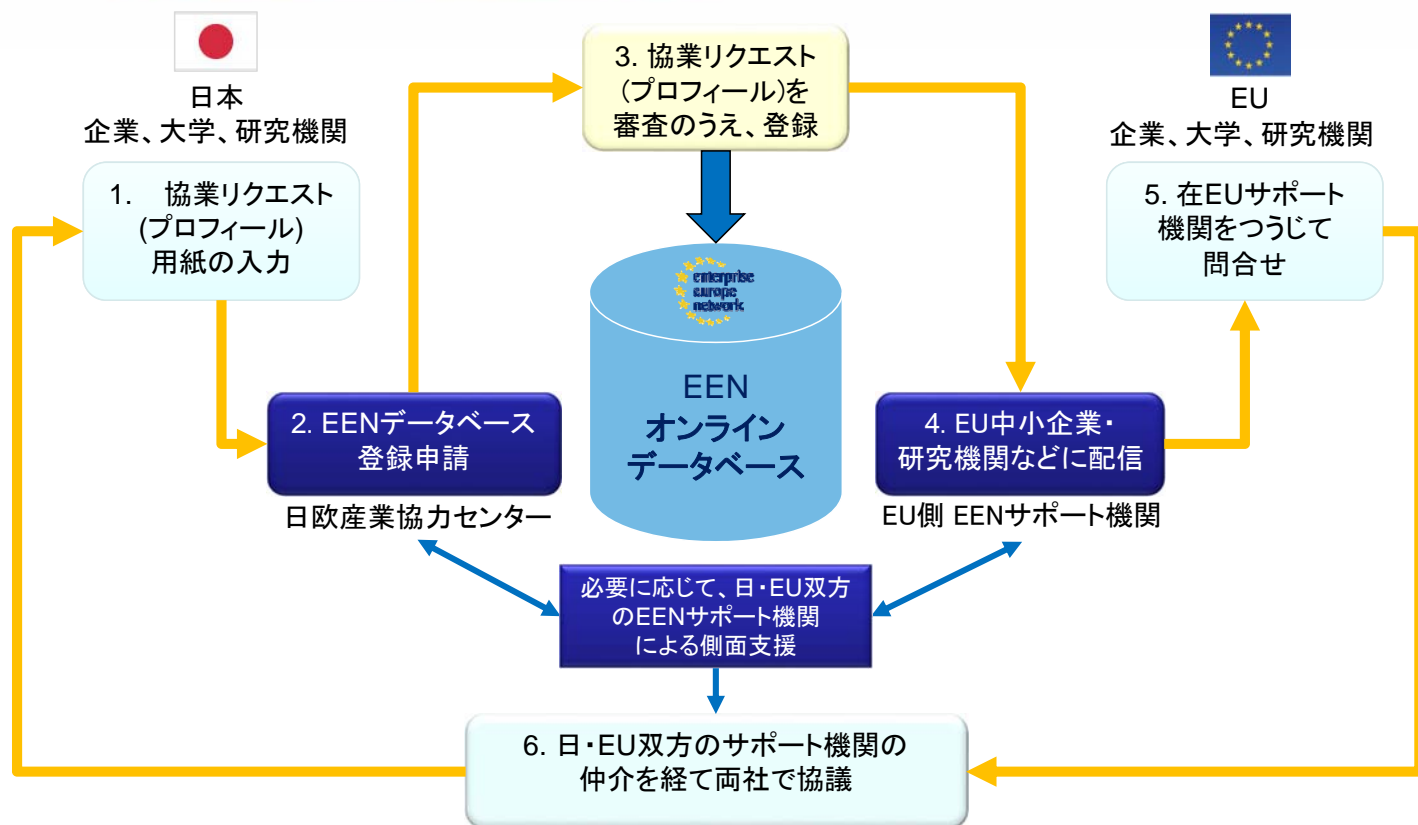 日本
企業、大学、研究機関
1. 協業リクエスト
(プロフィール)
用紙の入力
2. EENデータベース
登録申請
日欧産業協力センター
3. 協業リクエスト
(プロフィール)を
審査のうえ、登録
enterprise
europe
network
EEN
オンライン
データベース
4. EU中小企業・
研究機関などに配信
EU側 EENサポート機関
EU
企業、大学、研究機関
5. 在EUサポート
機関をつうじて
問合せ
必要に応じて、日・EU双方
のEENサポート機関
による側面支援
6. 日・EU双方のサポート機関の
仲介を経て両社で協議